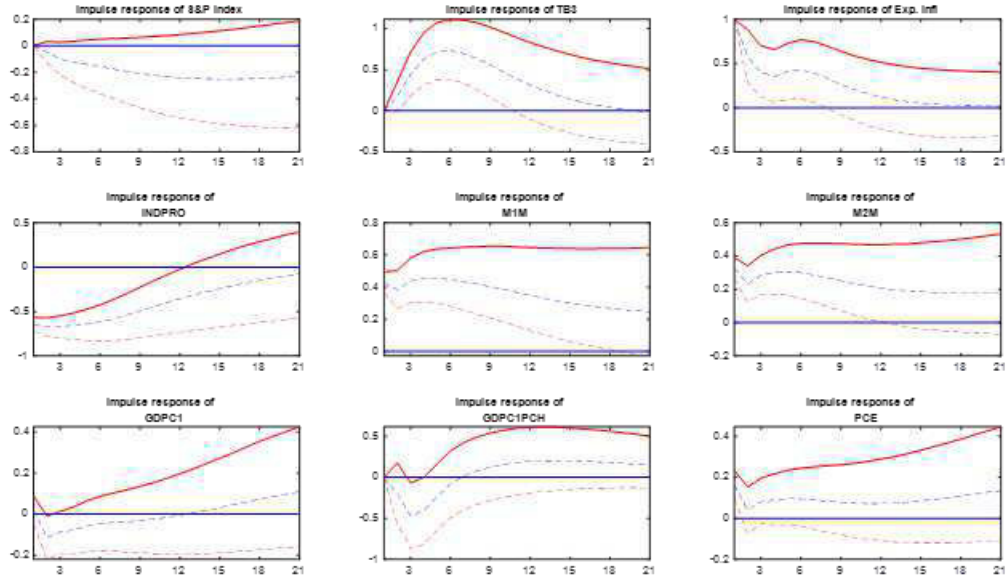 Impulse response of S&P Index
Impulse response of TB3
Impulse response of Exp. Infl
0.2
0
-0.2
-0.4
-0.6
-0.8
3 6 9 12 15 18 21
1
0.5
0
-0.5
3 6 9 12 15 18 21
1
0.5
0
-0.5
3 6 9 12 15 18 21
Impulse response of
INDPRO
Impulse response of
M1M
Impulse response of
M2M
0.5
0
-0.5
-1
3 6 9 12 15 18 21
0.8
0.6
0.4
0.2
0
3 6 9 12 15 18 21
0.6
0.4
0.2
0
-0.2
3 6 9 12 15 18 21
Impulse response of
GDPC1
Impulse response of
GDPC1PCH
Impulse response of
PCE
0.4
0.2
0
-0.2
3 6 9 12 15 18 21
0.5
0
-0.5
-1
3 6 9 12 15 18 21
0.4
0.2
0
-0.2
3 6 9 12 15 18 21